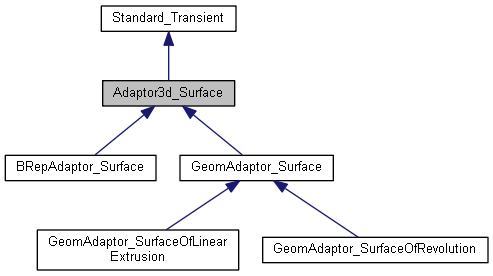 Standard_Transient
Adaptor3d_Surface
BRepAdaptor_Surface
GeomAdaptor_Surface
GeomAdaptor_SurfaceOfLinear
Extrusion
GeomAdaptor_SurfaceOfRevolution